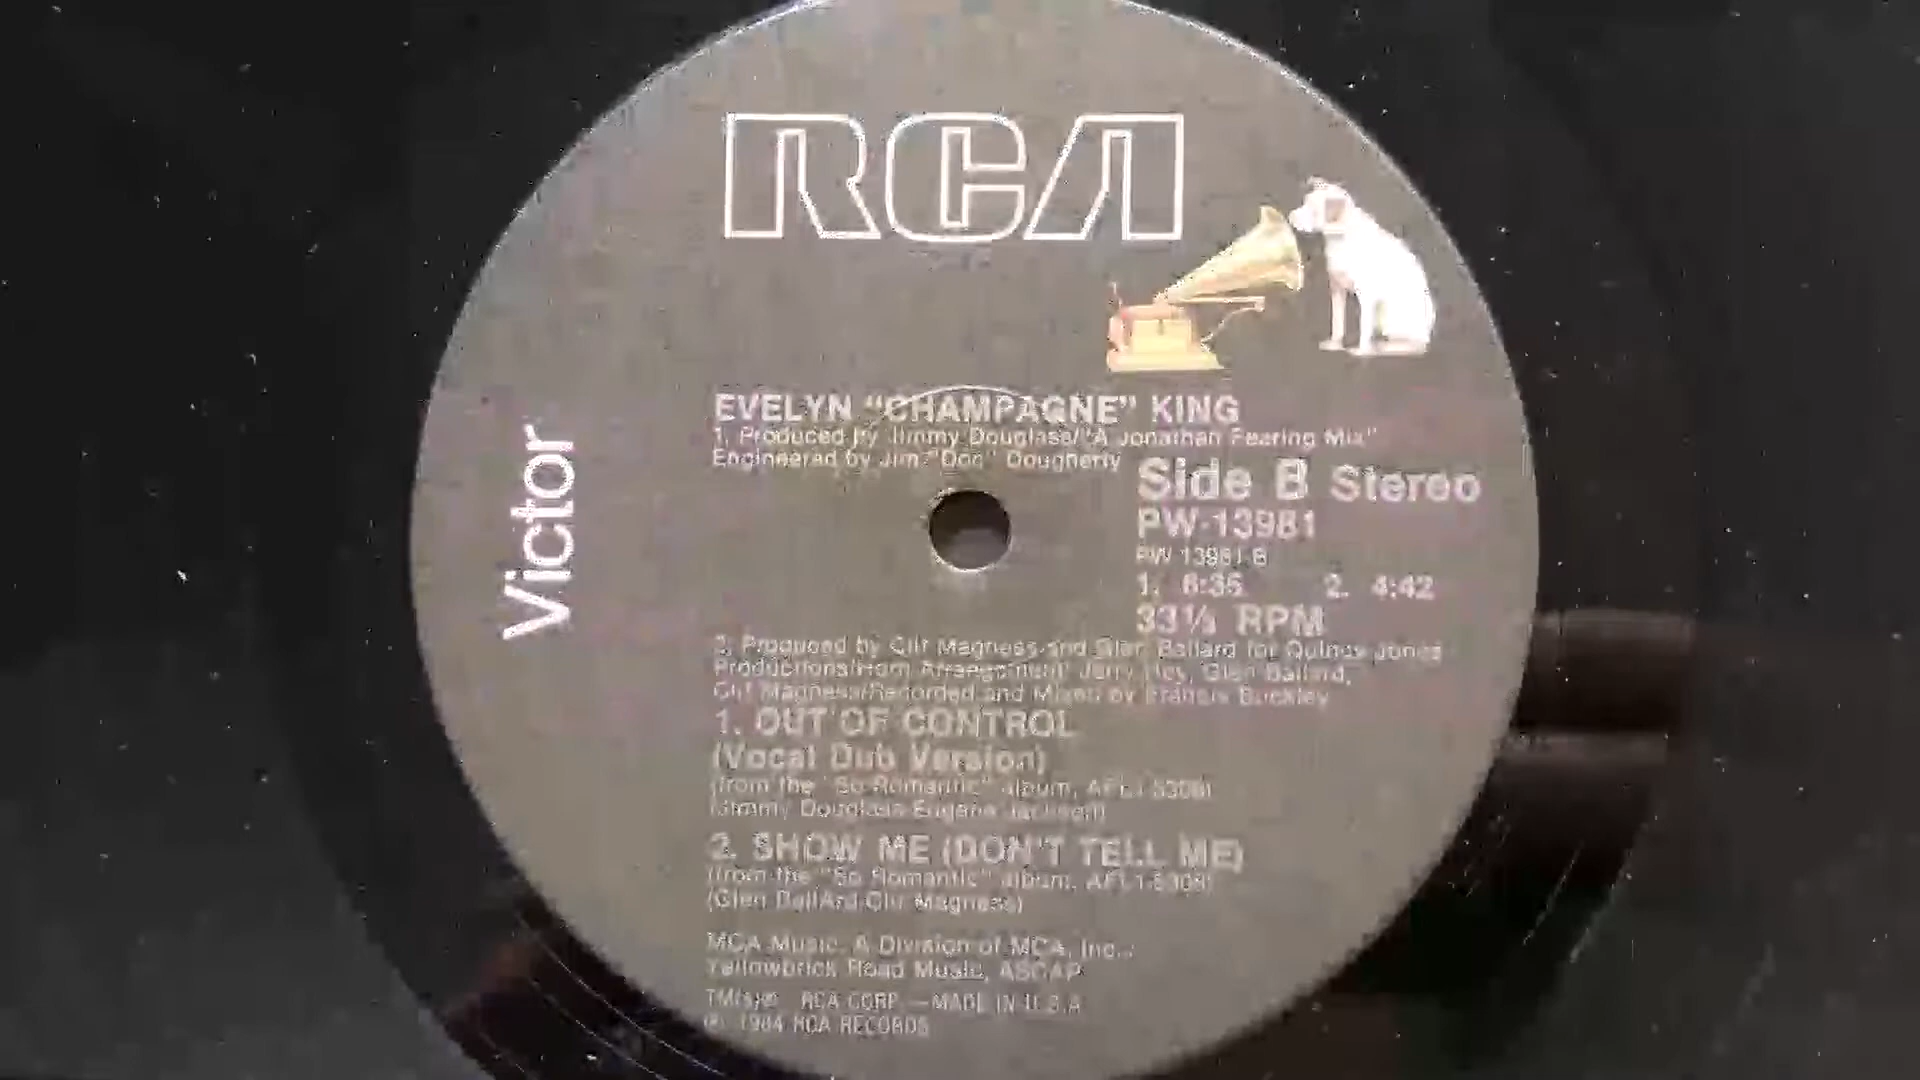 RCA
Victor
EVELYN "CHAMPAGNE" KING
1. Produced by Jimmy Douglass/"A Jonathan Fearing Mix"
Engineered by Jim "Doc" Dougherty
Side B Stereo
PW-13981
PW-13981-B
1. 6:35 2. 4:42
33⅓ RPM
2. Produced by Clif Magness and Glen Ballard for Quincy Jones
Productions/Horn Arrangement: Jerry Hey, Glen Ballard,
Clif Magness/Recorded and Mixed by Francis Buckley
1. OUT OF CONTROL
(Vocal Dub Version)
(from the "So Romantic" album, AFL1-5308)
(Jimmy Douglass-Eugene Jackson)
2. SHOW ME (DON'T TELL ME)
(from the "So Romantic" album, AFL1-5308)
(Glen Ballard-Clif Magness)
MCA Music, A Division of MCA, Inc.,
Yellowbrick Road Music, ASCAP
TM(s)® RCA CORP.—MADE IN U.S.A.
℗ 1984 RCA RECORDS